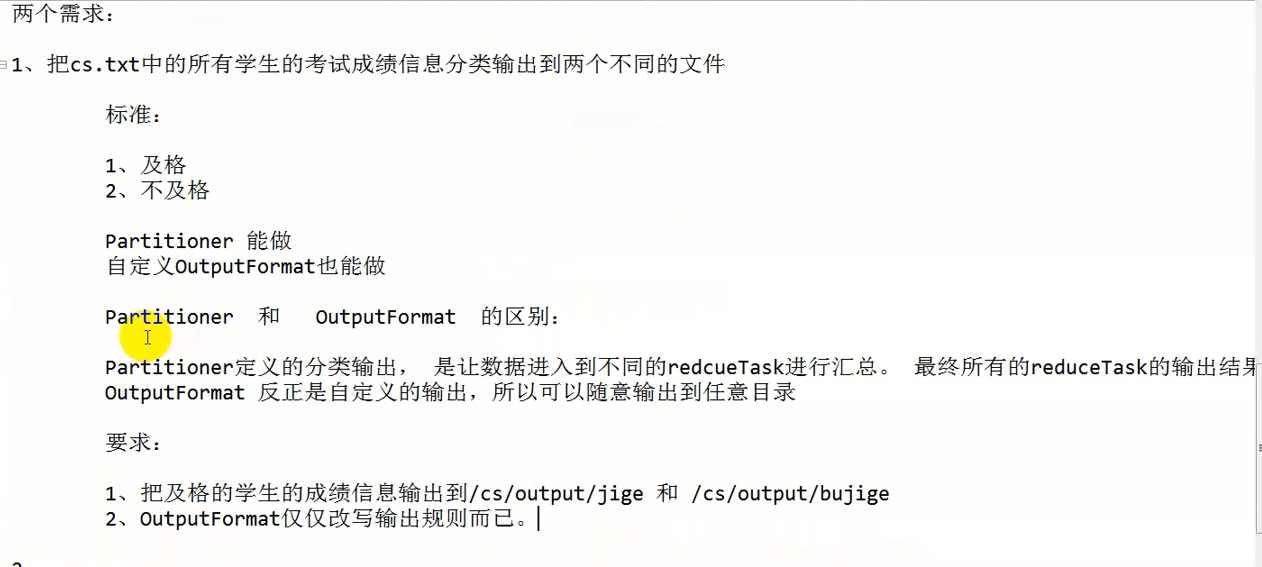 两个需求:
1、把cs.txt中的所有学生的考试成绩信息分类输出到两个不同的文件
标准:
1、及格
2、不及格
Partitioner 能做
自定义OutputFormat也能做
Partitioner 和 OutputFormat 的区别:
Partitioner定义的分类输出, 是让数据进入到不同的redcueTask进行汇总。 最终所有的reduceTask的输出结果
OutputFormat 反正是自定义的输出,所以可以随意输出到任意目录
要求:
1、把及格的学生的成绩信息输出到/cs/output/jige 和 /cs/output/bujige
2、OutputFormat仅仅改写输出规则而已。